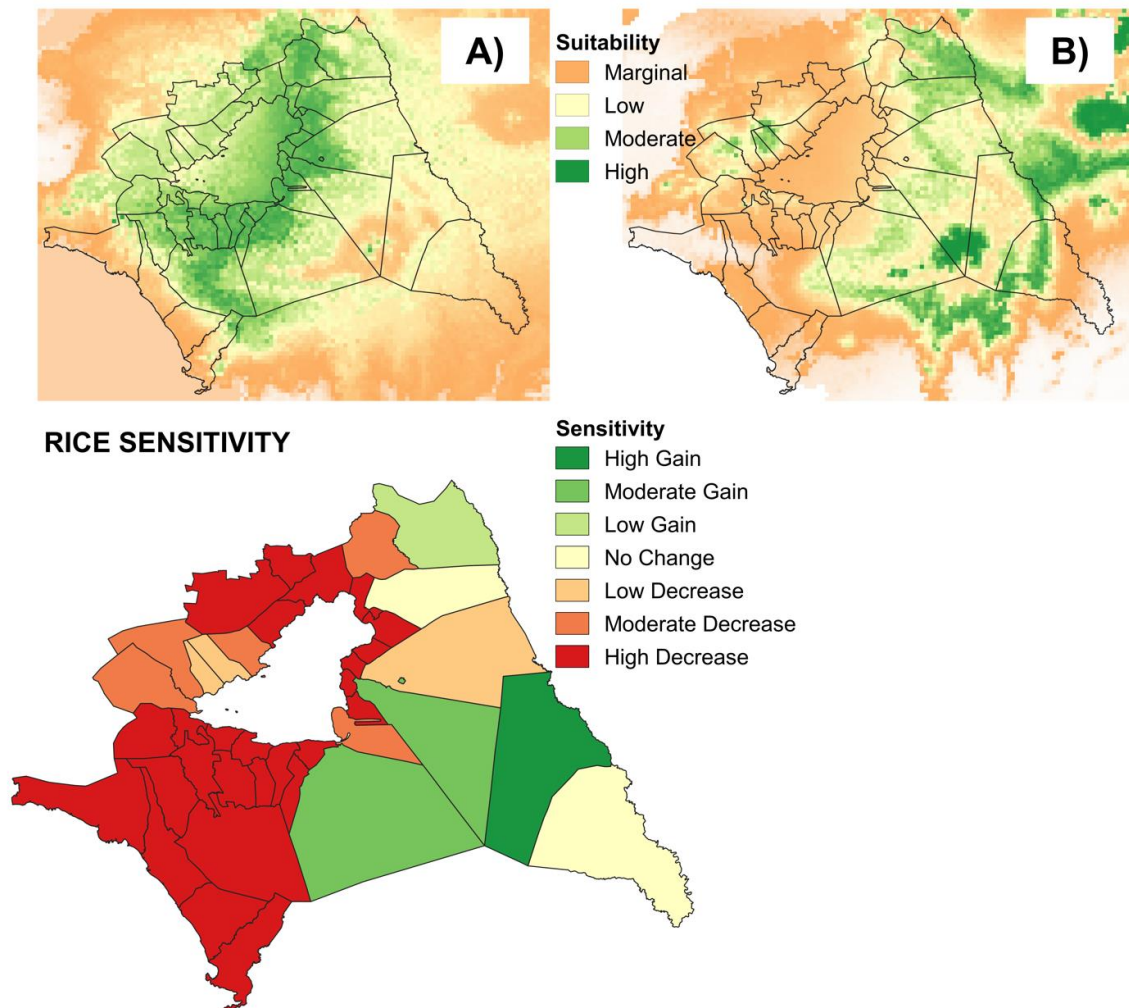 A)
Suitability
Marginal
Low
Moderate
High
B)
RICE SENSITIVITY
Sensitivity
High Gain
Moderate Gain
Low Gain
No Change
Low Decrease
Moderate Decrease
High Decrease